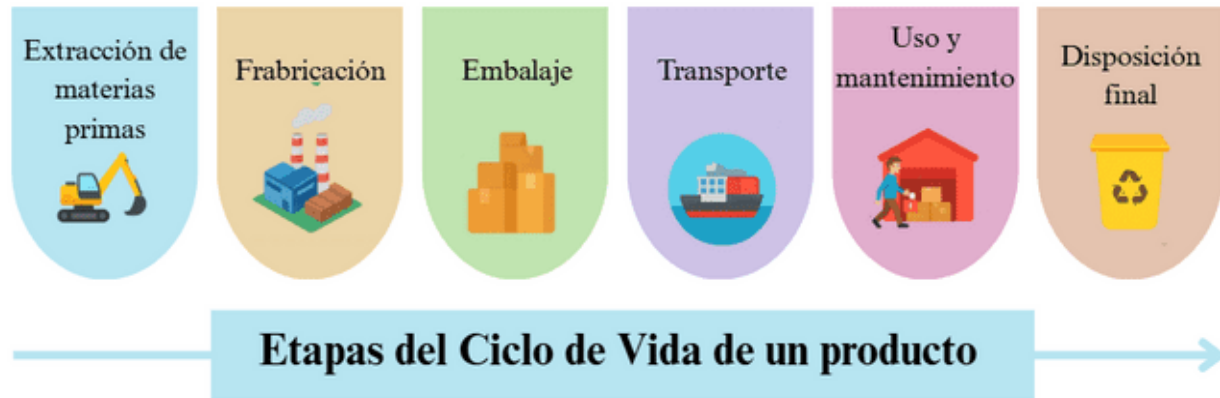 Extracción de
materias
primas
Frabricación
Embalaje
Transporte
Uso y
mantenimiento
Disposición
final
Etapas del Ciclo de Vida de un producto